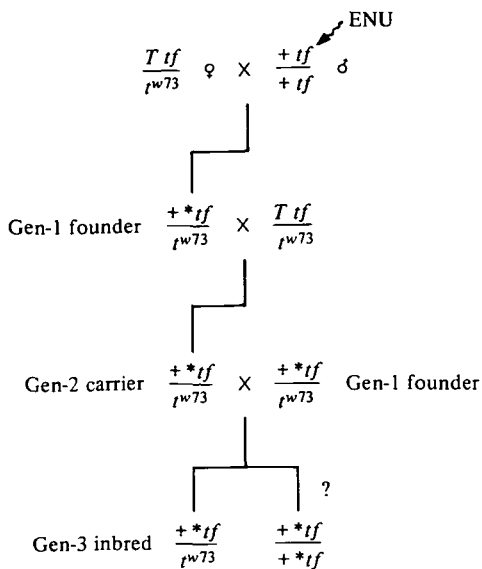 ENU
T tf / t^w73 ♀ X + tf / + tf ♂
Gen-1 founder + *tf / t^w73 X T tf / t^w73
Gen-2 carrier + *tf / t^w73 X + *tf / t^w73 Gen-1 founder
?
Gen-3 inbred + *tf / t^w73 + *tf / + *tf